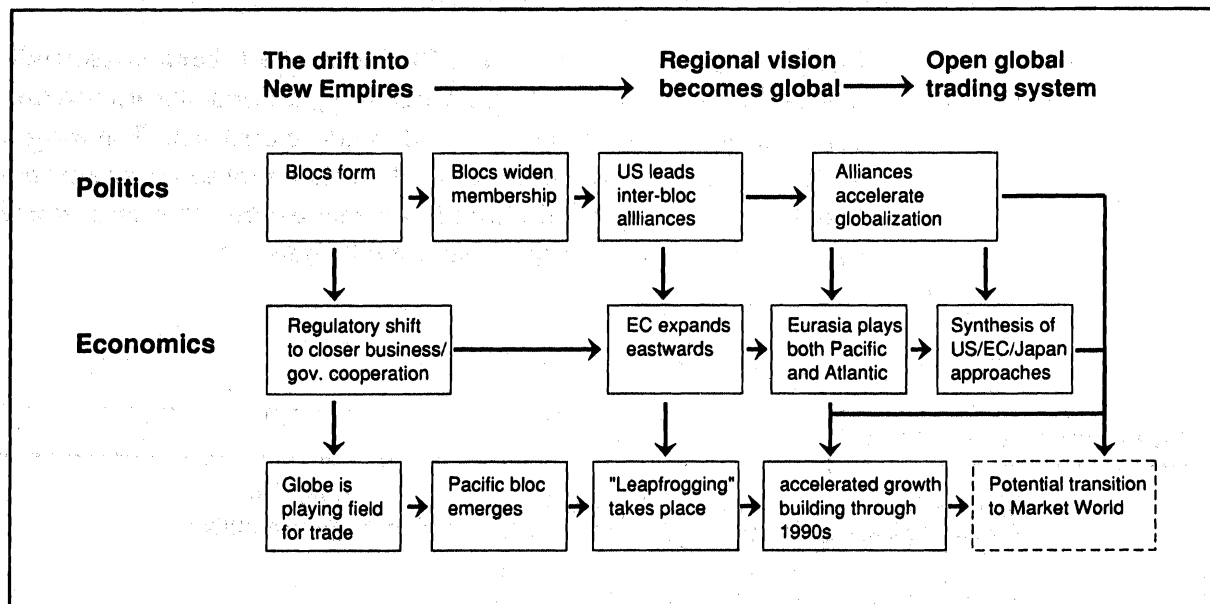 The drift into
New Empires
Regional vision
becomes global
Open global
trading system
Politics
Blocs form
Blocs widen
membership
US leads
inter-bloc
allliances
Alliances
accelerate
globalization
Economics
Regulatory shift
to closer business/
gov. cooperation
EC expands
eastwards
Eurasia plays
both Pacific
and Atlantic
Synthesis of
US/EC/Japan
approaches
Globe is
playing field
for trade
Pacific bloc
emerges
"Leapfrogging"
takes place
accelerated growth
building through
1990s
Potential transition
to Market World